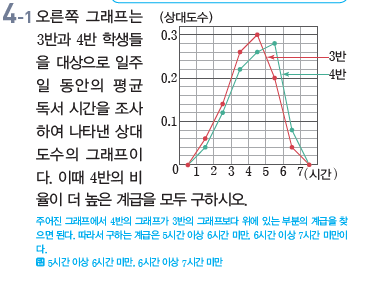 4-1 오른쪽 그래프는
3반과 4반 학생들
을 대상으로 일주
일 동안의 평균
독서 시간을 조사
하여 나타낸 상대
도수의 그래프이
다. 이때 4반의 비
율이 더 높은 계급을 모두 구하시오.
(상대도수)
0.3
0.2
0.1
0 1 2 3 4 5 6 7(시간)
3반
4반
주어진 그래프에서 4반의 그래프가 3반의 그래프보다 위에 있는 부분의 계급을 찾
으면 된다. 따라서 구하는 계급은 5시간 이상 6시간 미만, 6시간 이상 7시간 미만이
다.
답 5시간 이상 6시간 미만, 6시간 이상 7시간 미만